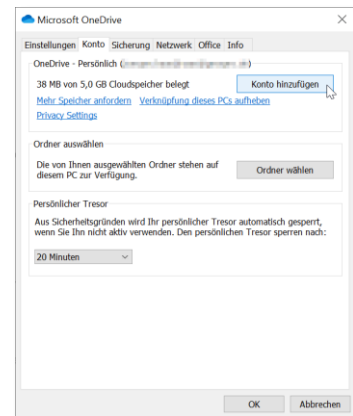 Microsoft OneDrive
Einstellungen Konto Sicherung Netzwerk Office Info
OneDrive - Persönlich (
38 MB von 5,0 GB Cloudspeicher belegt
Konto hinzufügen
Mehr Speicher anfordern Verknüpfung dieses PCs aufheben
Privacy Settings
Ordner auswählen
Die von Ihnen ausgewählten Ordner stehen auf
diesem PC zur Verfügung.
Ordner wählen
Persönlicher Tresor
Aus Sicherheitsgründen wird Ihr persönlicher Tresor automatisch gesperrt,
wenn Sie Ihn nicht aktiv verwenden. Den persönlichen Tresor sperren nach:
20 Minuten
OK Abbrechen